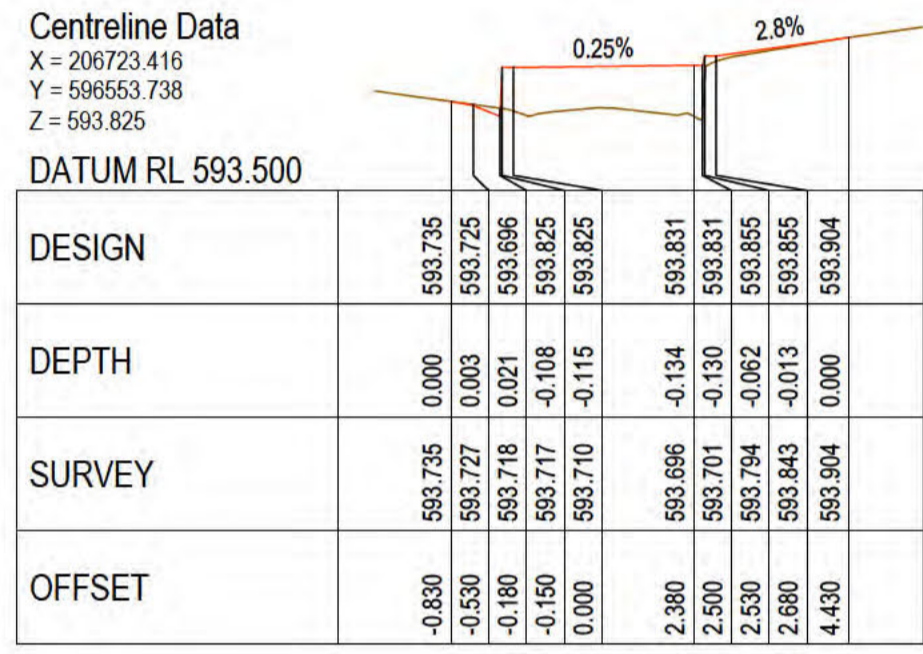 Centreline Data
X = 206723.416
Y = 596553.738
Z = 593.825
DATUM RL 593.500
0.25%
2.8%
DESIGN 593.735 593.725 593.696 593.825 593.825 593.831 593.831 593.855 593.855 593.904
DEPTH 0.000 0.003 0.021 -0.108 -0.115 -0.134 -0.130 -0.062 -0.013 0.000
SURVEY 593.735 593.727 593.718 593.717 593.710 593.696 593.701 593.794 593.843 593.904
OFFSET -0.830 -0.530 -0.180 -0.150 0.000 2.380 2.500 2.530 2.680 4.430